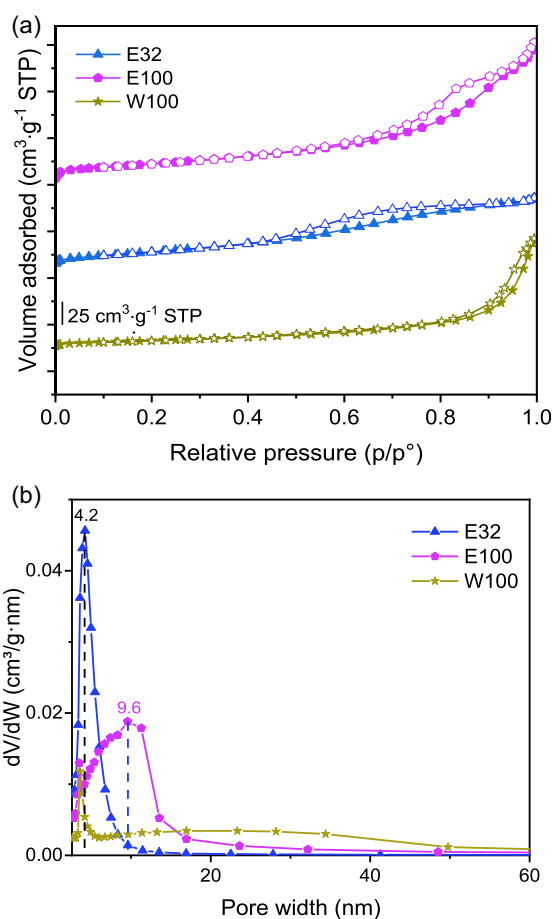 (a)
E32
E100
W100
Volume adsorbed (cm³·g⁻¹ STP)
25 cm³·g⁻¹ STP
0.0 0.2 0.4 0.6 0.8 1.0
Relative pressure (p/p°)
(b)
4.2
E32
E100
W100
9.6
dV/dW (cm³/g·nm)
0.04
0.02
0.00
20 40 60
Pore width (nm)